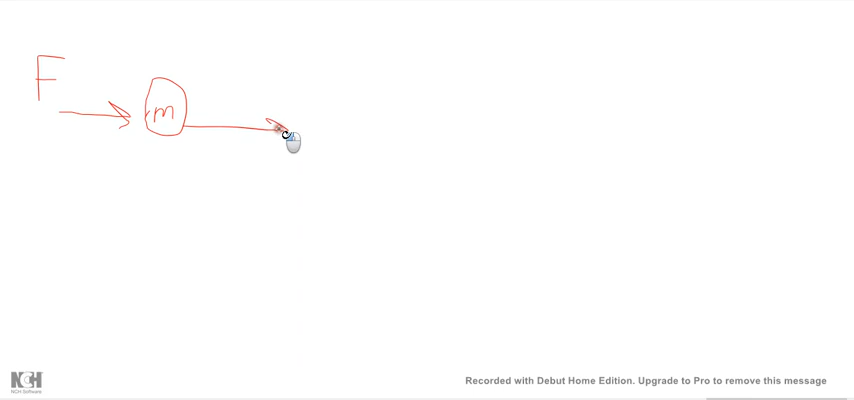 F
m
NCH
NCH Software
Recorded with Debut Home Edition. Upgrade to Pro to remove this message